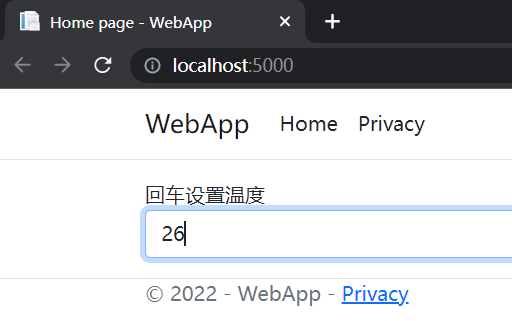 Home page - WebApp
localhost:5000
WebApp Home Privacy
回车设置温度
26
© 2022 - WebApp - Privacy